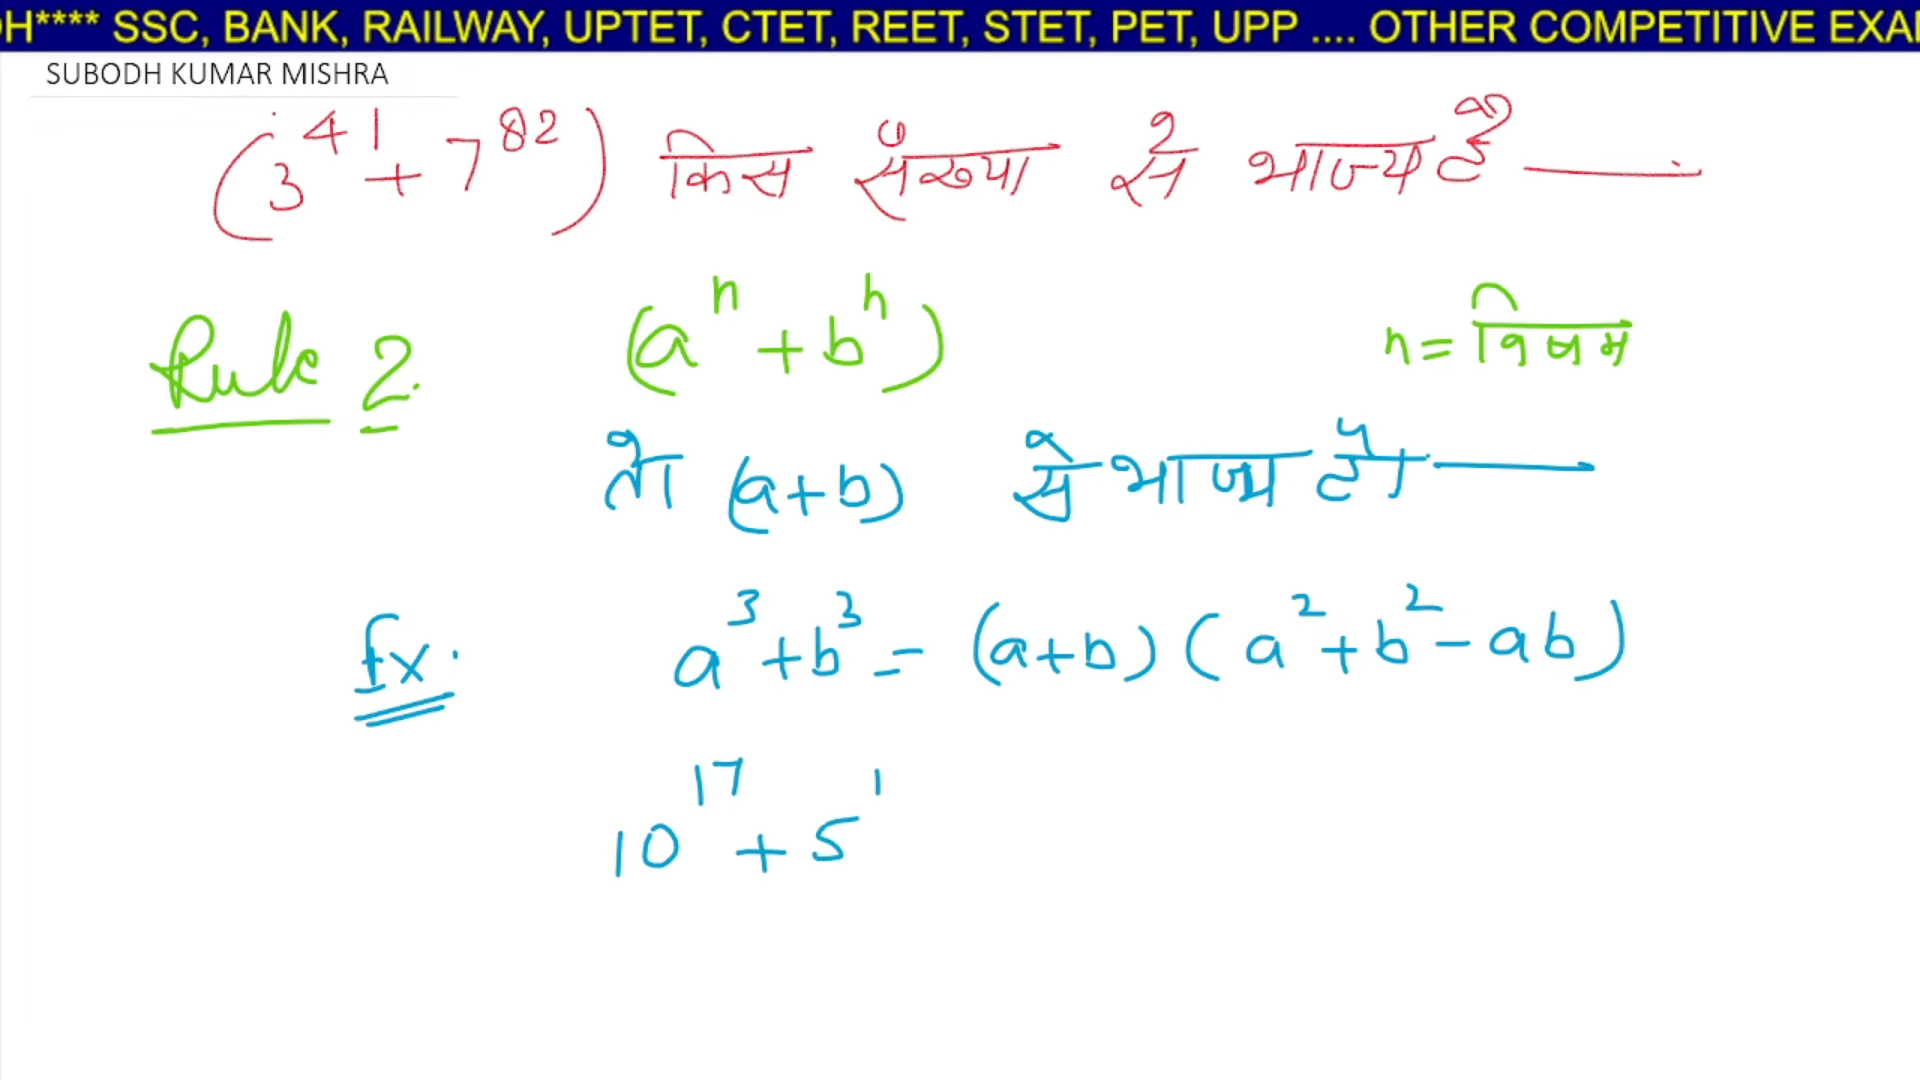 OH**** SSC, BANK, RAILWAY, UPTET, CTET, REET, STET, PET, UPP .... OTHER COMPETITIVE EXA
SUBODH KUMAR MISHRA
(3^41 + 7^82) किस संख्या से भाज्य है
Rule 2. (a^n + b^n) n = विषम
तो (a+b) से भाज्य है।
Ex. a^3 + b^3 = (a+b) (a^2 + b^2 - ab)
10^17 + 5^1